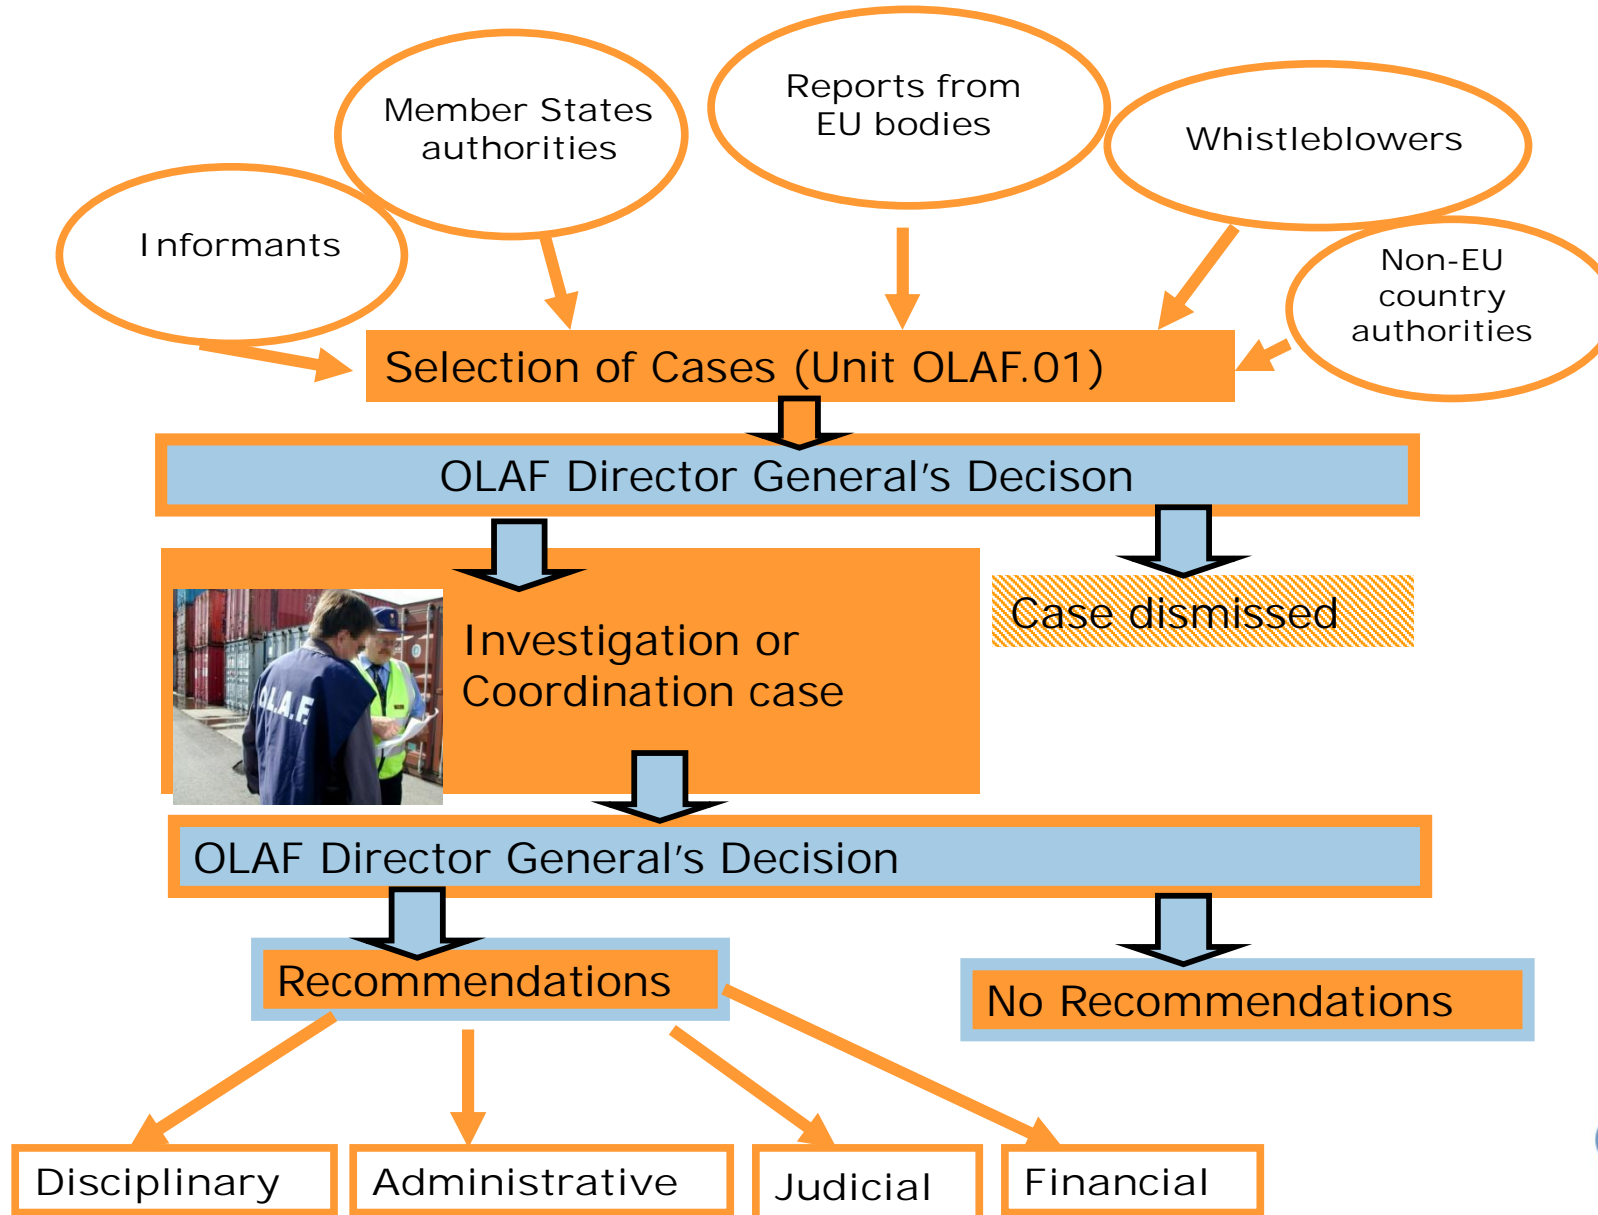 Reports from
EU bodies
Member States
authorities
Whistleblowers
Informants
Non-EU
country
authorities
Selection of Cases (Unit OLAF.01)
OLAF Director General's Decison
Case dismissed
Investigation or
Coordination case
O.L.A.F.
OLAF Director General's Decision
Recommendations
No Recommendations
Disciplinary
Administrative
Judicial
Financial